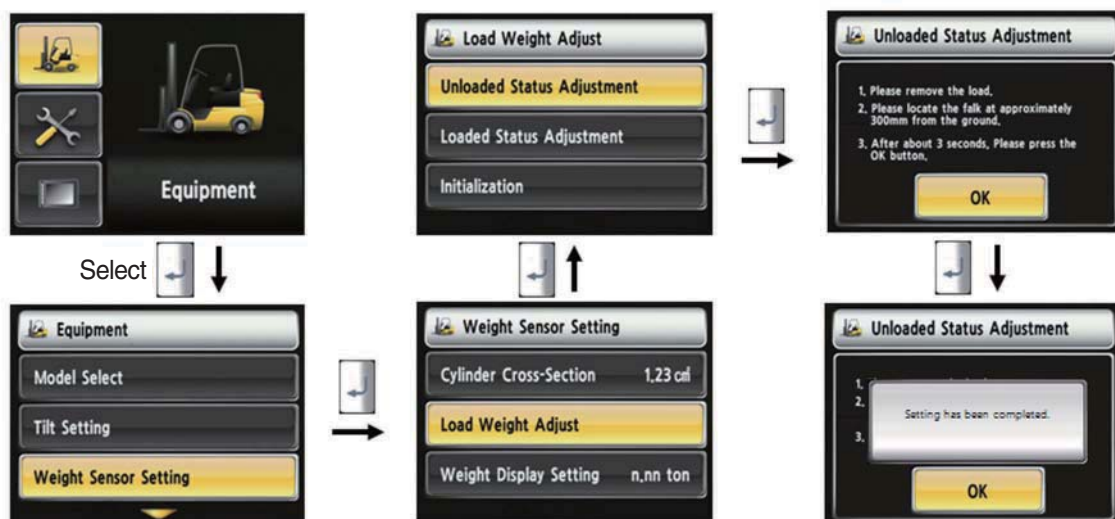 Equipment
Select
Equipment
Model Select
Tilt Setting
Weight Sensor Setting
Weight Sensor Setting
Cylinder Cross-Section 1.23 ㎠
Load Weight Adjust
Weight Display Setting n.nn ton
Load Weight Adjust
Unloaded Status Adjustment
Loaded Status Adjustment
Initialization
Unloaded Status Adjustment
1. Please remove the load.
2. Please locate the falk at approximately
300mm from the ground.
3. After about 3 seconds, Please press the
OK button.
OK
Unloaded Status Adjustment
1.
2.
3.
Setting has been completed.
OK